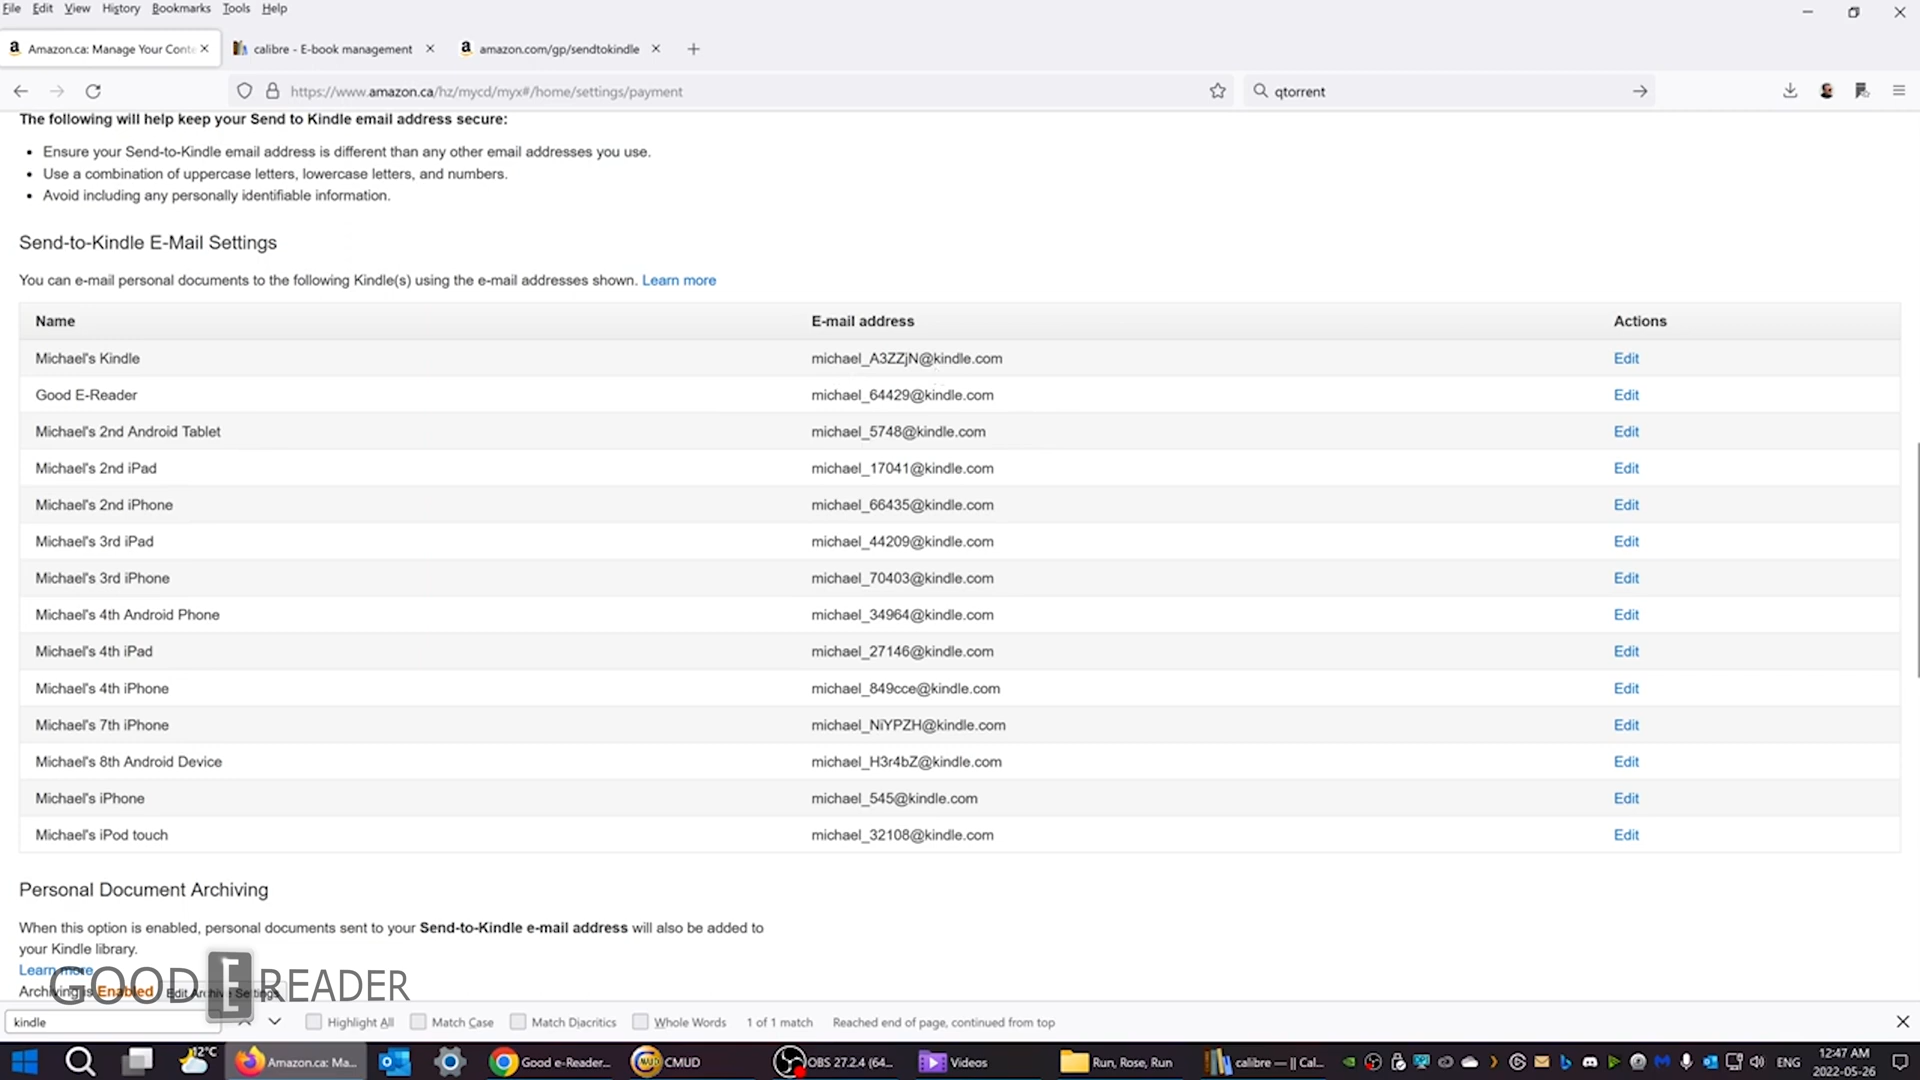 File Edit View History Bookmarks Tools Help
Amazon.ca: Manage Your Conte
calibre - E-book management
amazon.com/gp/sendtokindle
https://www.amazon.ca/hz/mycd/myx#/home/settings/payment
qtorrent
The following will help keep your Send to Kindle email address secure:
• Ensure your Send-to-Kindle email address is different than any other email addresses you use.
• Use a combination of uppercase letters, lowercase letters, and numbers.
• Avoid including any personally identifiable information.
Send-to-Kindle E-Mail Settings
You can e-mail personal documents to the following Kindle(s) using the e-mail addresses shown. Learn more
Name E-mail address Actions
Michael's Kindle michael_A3ZZjN@kindle.com Edit
Good E-Reader michael_64429@kindle.com Edit
Michael's 2nd Android Tablet michael_5748@kindle.com Edit
Michael's 2nd iPad michael_17041@kindle.com Edit
Michael's 2nd iPhone michael_66435@kindle.com Edit
Michael's 3rd iPad michael_44209@kindle.com Edit
Michael's 3rd iPhone michael_70403@kindle.com Edit
Michael's 4th Android Phone michael_34964@kindle.com Edit
Michael's 4th iPad michael_27146@kindle.com Edit
Michael's 4th iPhone michael_849cce@kindle.com Edit
Michael's 7th iPhone michael_NiYPZH@kindle.com Edit
Michael's 8th Android Device michael_H3r4bZ@kindle.com Edit
Michael's iPhone michael_545@kindle.com Edit
Michael's iPod touch michael_32108@kindle.com Edit
Personal Document Archiving
When this option is enabled, personal documents sent to your Send-to-Kindle e-mail address will also be added to
your Kindle library.
Learn more
Archiving is Enabled Edit Archive Settings
GOOD E READER
kindle Highlight All Match Case Match Diacritics Whole Words 1 of 1 match Reached end of page, continued from top
12°C Amazon.ca: Ma... Good e-Reader... CMUD OBS 27.2.4 (64... Videos Run, Rose, Run calibre — || Cal... ENG 12:47 AM
2022-05-26